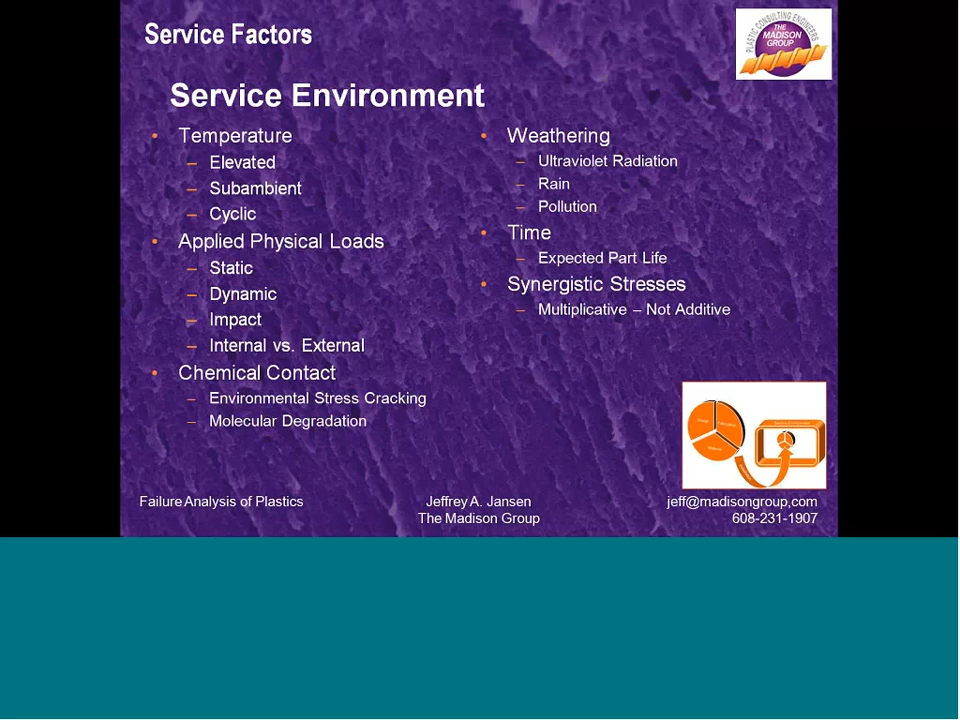 Service Factors
PLASTIC CONSULTING ENGINEERS
THE
MADISON
GROUP
Service Environment
• Temperature
– Elevated
– Subambient
– Cyclic
• Applied Physical Loads
– Static
– Dynamic
– Impact
– Internal vs. External
• Chemical Contact
– Environmental Stress Cracking
– Molecular Degradation
• Weathering
– Ultraviolet Radiation
– Rain
– Pollution
• Time
– Expected Part Life
• Synergistic Stresses
– Multiplicative – Not Additive
Failure Analysis of Plastics
Jeffrey A. Jansen
The Madison Group
jeff@madisongroup,com
608-231-1907